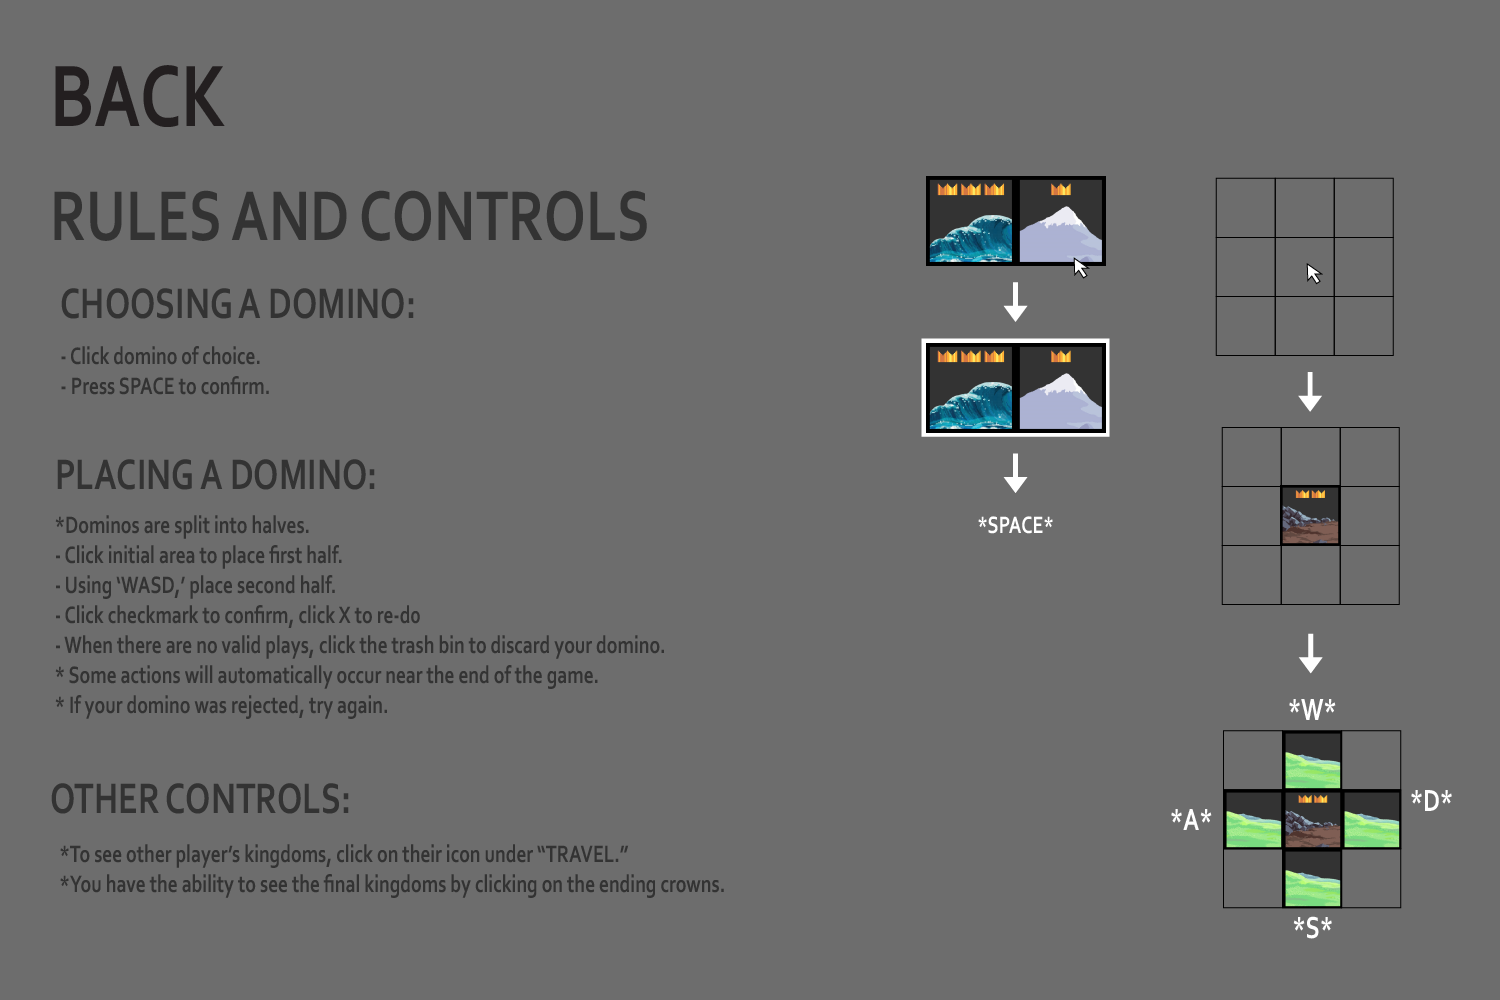 BACK
RULES AND CONTROLS
CHOOSING A DOMINO:
- Click domino of choice.
- Press SPACE to confirm.
PLACING A DOMINO:
*Dominos are split into halves.
- Click initial area to place first half.
- Using ‘WASD,’ place second half.
- Click checkmark to confirm, click X to re-do
- When there are no valid plays, click the trash bin to discard your domino.
* Some actions will automatically occur near the end of the game.
* If your domino was rejected, try again.
OTHER CONTROLS:
*To see other player’s kingdoms, click on their icon under “TRAVEL.”
*You have the ability to see the final kingdoms by clicking on the ending crowns.
*SPACE*
*W*
*A*
*D*
*S*